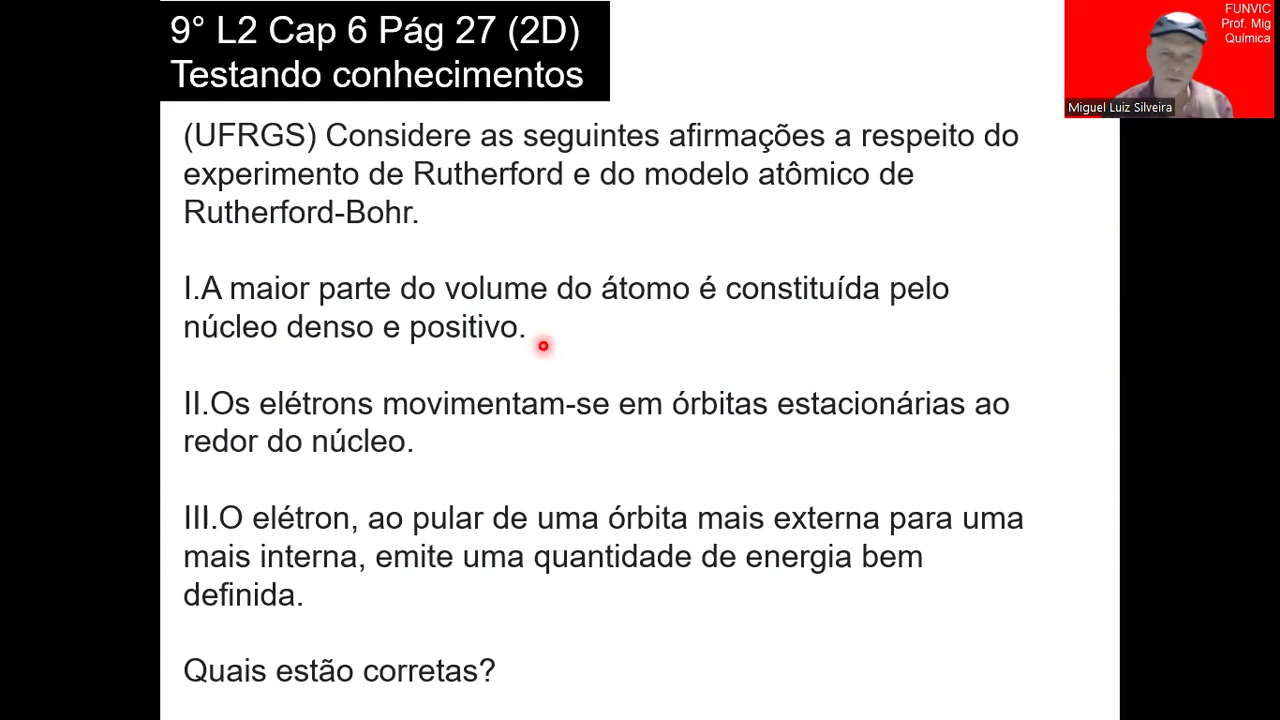 9° L2 Cap 6 Pág 27 (2D)
Testando conhecimentos
FUNVIC
Prof. Mig
Química
Miguel Luiz Silveira
(UFRGS) Considere as seguintes afirmações a respeito do
experimento de Rutherford e do modelo atômico de
Rutherford-Bohr.
I.A maior parte do volume do átomo é constituída pelo
núcleo denso e positivo.
II.Os elétrons movimentam-se em órbitas estacionárias ao
redor do núcleo.
III.O elétron, ao pular de uma órbita mais externa para uma
mais interna, emite uma quantidade de energia bem
definida.
Quais estão corretas?